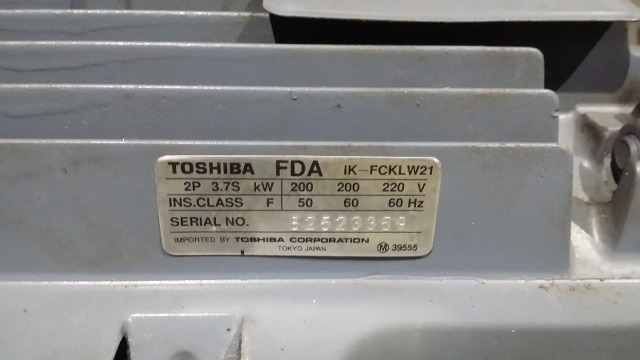 TOSHIBA FDA IK-FCKLW21
2P 3.7S kW 200 200 220 V
INS.CLASS F 50 60 60 Hz
SERIAL NO.
IMPORTED BY TOSHIBA CORPORATION
TOKYO JAPAN
Ⓜ 39555